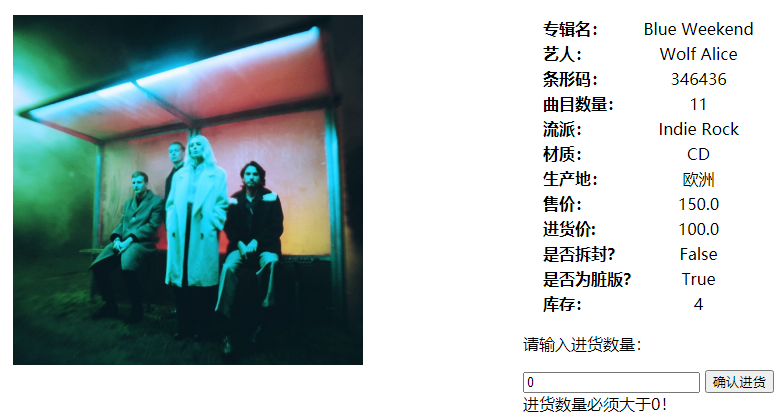 专辑名： Blue Weekend
艺人： Wolf Alice
条形码： 346436
曲目数量： 11
流派： Indie Rock
材质： CD
生产地： 欧洲
售价： 150.0
进货价: 100.0
是否拆封? False
是否为脏版? True
库存： 4
请输入进货数量：
0 确认进货
进货数量必须大于0！